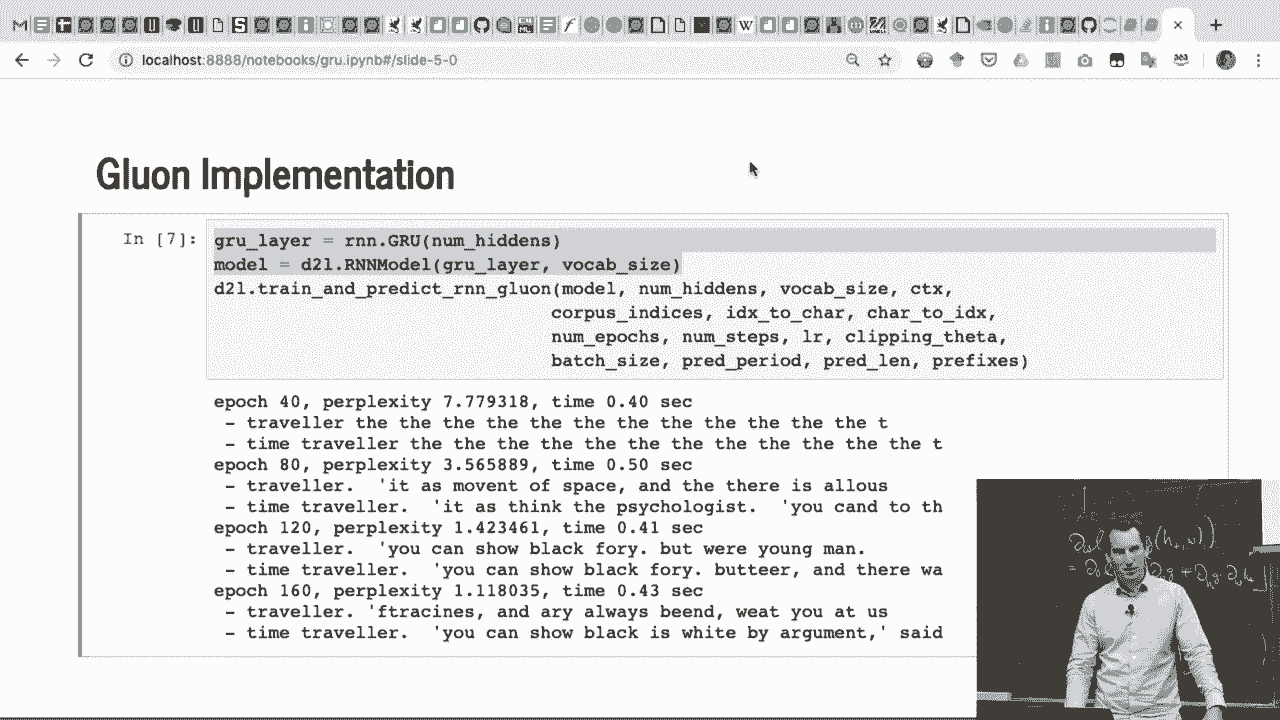 localhost:8888/notebooks/gru.ipynb#/slide-5-0
Gluon Implementation
In [7]:
gru_layer = rnn.GRU(num_hiddens)
model = d2l.RNNModel(gru_layer, vocab_size)
d2l.train_and_predict_rnn_gluon(model, num_hiddens, vocab_size, ctx,
corpus_indices, idx_to_char, char_to_idx,
num_epochs, num_steps, lr, clipping_theta,
batch_size, pred_period, pred_len, prefixes)
epoch 40, perplexity 7.779318, time 0.40 sec
- traveller the the the the the the the the the the the the the t
- time traveller the the the the the the the the the the the the the t
epoch 80, perplexity 3.565889, time 0.50 sec
- traveller.  'it as movent of space, and the there is allous
- time traveller.  'it as think the psychologist.  'you cand to th
epoch 120, perplexity 1.423461, time 0.41 sec
- traveller.  'you can show black fory. but were young man.
- time traveller.  'you can show black fory. butteer, and there wa
epoch 160, perplexity 1.118035, time 0.43 sec
- traveller. 'ftracines, and ary always beend, weat you at us
- time traveller.  'you can show black is white by argument,' said